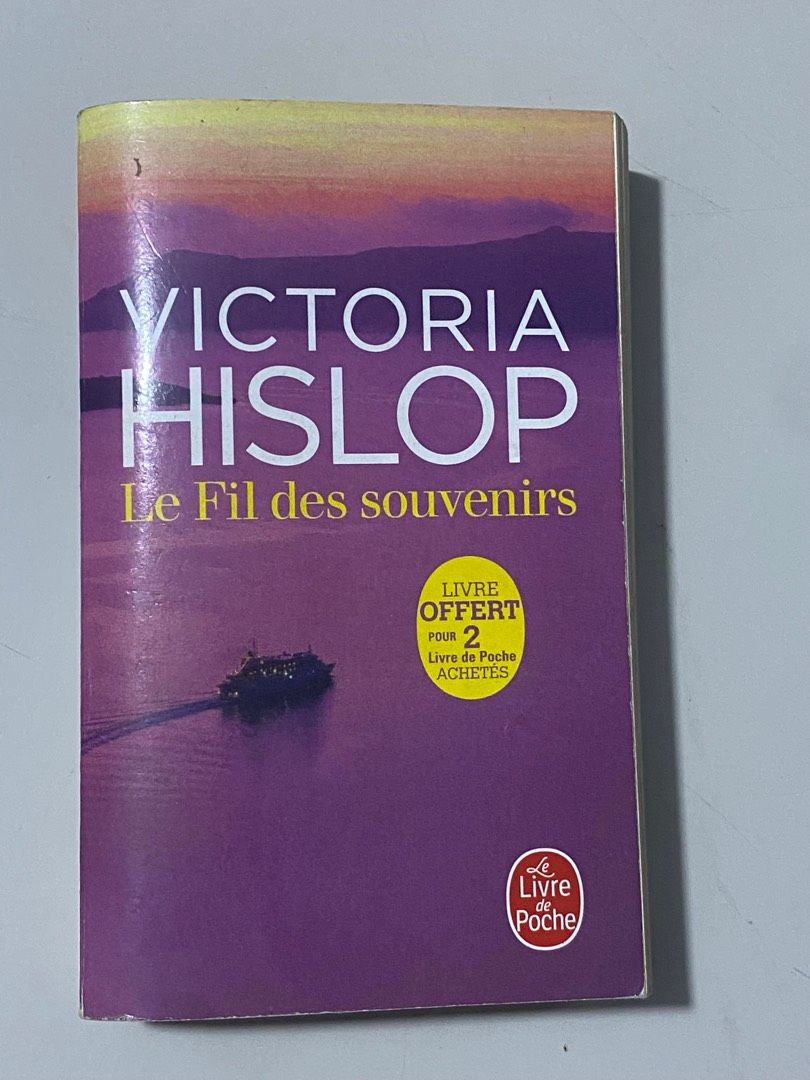 VICTORIA
HISLOP
Le Fil des souvenirs
LIVRE
OFFERT
POUR 2
Livre de Poche
ACHETÉS
Le
Livre
de
Poche